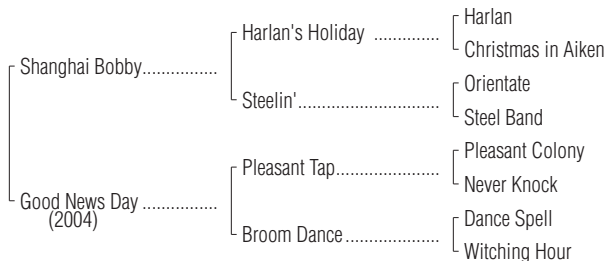 Harlan
Harlan's Holiday ..............
Christmas in Aiken
Shanghai Bobby................
Orientate
Steelin'..............................
Steel Band
Pleasant Colony
Pleasant Tap......................
Never Knock
Good News Day ................
(2004)
Dance Spell
Broom Dance....................
Witching Hour